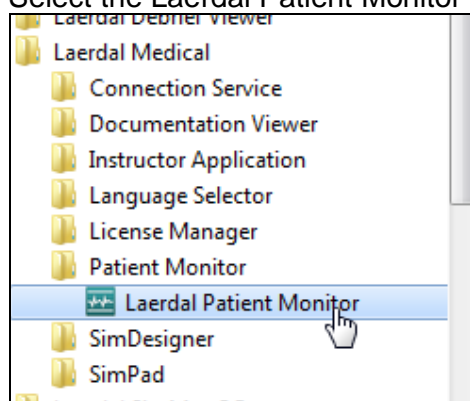 Select the Laerdal Patient Monitor
Laerdal Debrief Viewer
Laerdal Medical
Connection Service
Documentation Viewer
Instructor Application
Language Selector
License Manager
Patient Monitor
Laerdal Patient Monitor
SimDesigner
SimPad